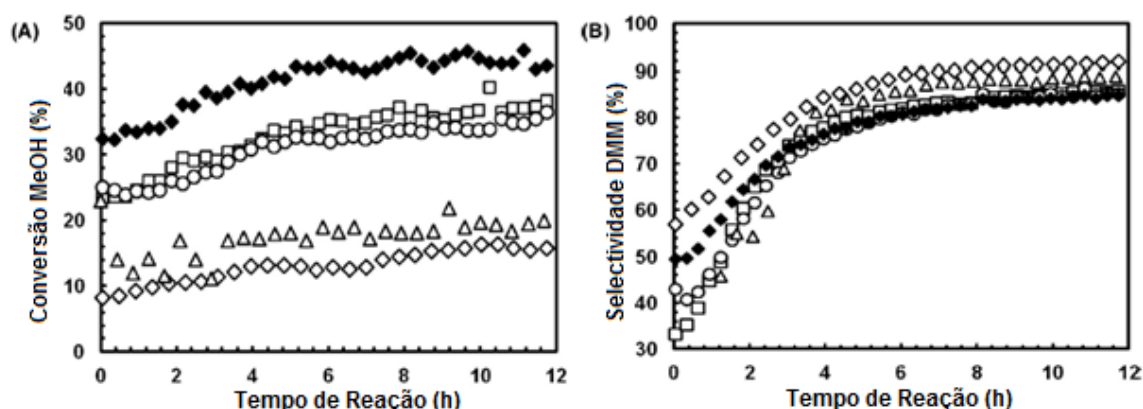 (A)
50
40
30
20
10
0
Conversão MeOH (%)
0 2 4 6 8 10 12
Tempo de Reação (h)
(B)
100
90
80
70
60
50
40
30
Selectividade DMM (%)
0 2 4 6 8 10 12
Tempo de Reação (h)